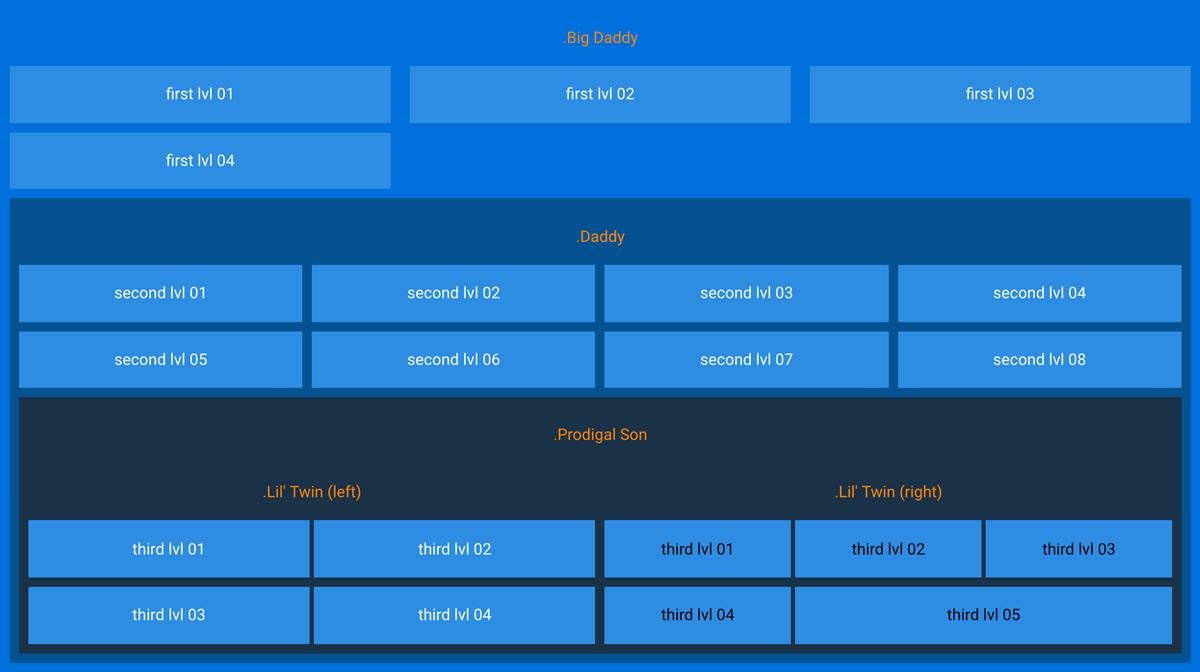 .Big Daddy
first lvl 01 first lvl 02 first lvl 03
first lvl 04
.Daddy
second lvl 01 second lvl 02 second lvl 03 second lvl 04
second lvl 05 second lvl 06 second lvl 07 second lvl 08
.Prodigal Son
.Lil' Twin (left) .Lil' Twin (right)
third lvl 01 third lvl 02 third lvl 01 third lvl 02 third lvl 03
third lvl 03 third lvl 04 third lvl 04 third lvl 05